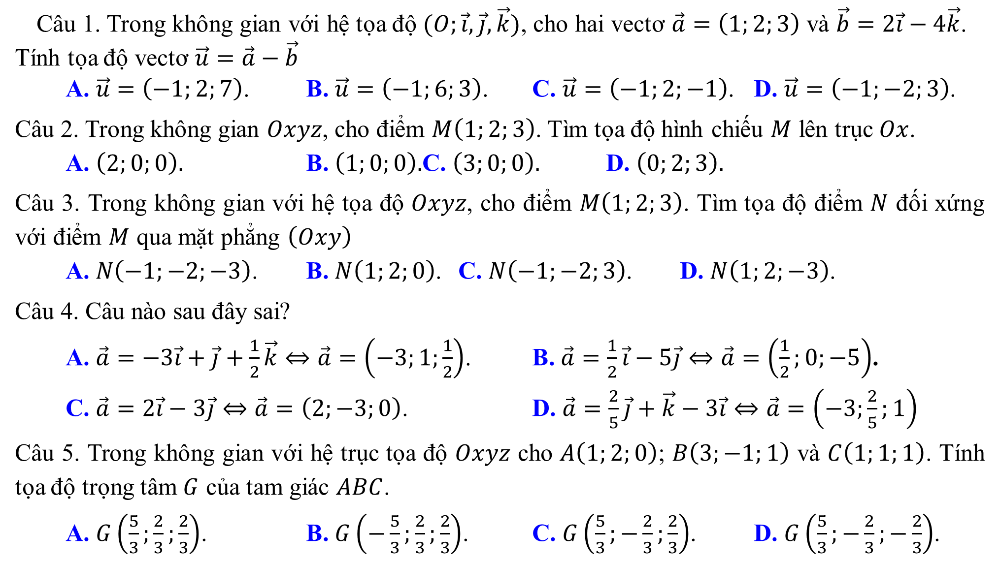 Câu 1. Trong không gian với hệ tọa độ $(O; \vec{i}, \vec{j}, \vec{k})$, cho hai vectơ $\vec{a} = (1; 2; 3)$ và $\vec{b} = 2\vec{i} - 4\vec{k}$.
Tính tọa độ vectơ $\vec{u} = \vec{a} - \vec{b}$
A. $\vec{u} = (-1; 2; 7)$. B. $\vec{u} = (-1; 6; 3)$. C. $\vec{u} = (-1; 2; -1)$. D. $\vec{u} = (-1; -2; 3)$.
Câu 2. Trong không gian $Oxyz$, cho điểm $M(1; 2; 3)$. Tìm tọa độ hình chiếu $M$ lên trục $Ox$.
A. $(2; 0; 0)$. B. $(1; 0; 0)$.C. $(3; 0; 0)$. D. $(0; 2; 3)$.
Câu 3. Trong không gian với hệ tọa độ $Oxyz$, cho điểm $M(1; 2; 3)$. Tìm tọa độ điểm $N$ đối xứng
với điểm $M$ qua mặt phẳng $(Oxy)$
A. $N(-1; -2; -3)$. B. $N(1; 2; 0)$. C. $N(-1; -2; 3)$. D. $N(1; 2; -3)$.
Câu 4. Câu nào sau đây sai?
A. $\vec{a} = -3\vec{i} + \vec{j} + \frac{1}{2}\vec{k} \Leftrightarrow \vec{a} = \left(-3; 1; \frac{1}{2}\right)$. B. $\vec{a} = \frac{1}{2}\vec{i} - 5\vec{j} \Leftrightarrow \vec{a} = \left(\frac{1}{2}; 0; -5\right)$.
C. $\vec{a} = 2\vec{i} - 3\vec{j} \Leftrightarrow \vec{a} = (2; -3; 0)$. D. $\vec{a} = \frac{2}{5}\vec{j} + \vec{k} - 3\vec{i} \Leftrightarrow \vec{a} = \left(-3; \frac{2}{5}; 1\right)$
Câu 5. Trong không gian với hệ trục tọa độ $Oxyz$ cho $A(1; 2; 0)$; $B(3; -1; 1)$ và $C(1; 1; 1)$. Tính
tọa độ trọng tâm $G$ của tam giác $ABC$.
A. $G\left(\frac{5}{3}; \frac{2}{3}; \frac{2}{3}\right)$. B. $G\left(-\frac{5}{3}; \frac{2}{3}; \frac{2}{3}\right)$. C. $G\left(\frac{5}{3}; -\frac{2}{3}; \frac{2}{3}\right)$. D. $G\left(\frac{5}{3}; -\frac{2}{3}; -\frac{2}{3}\right)$.